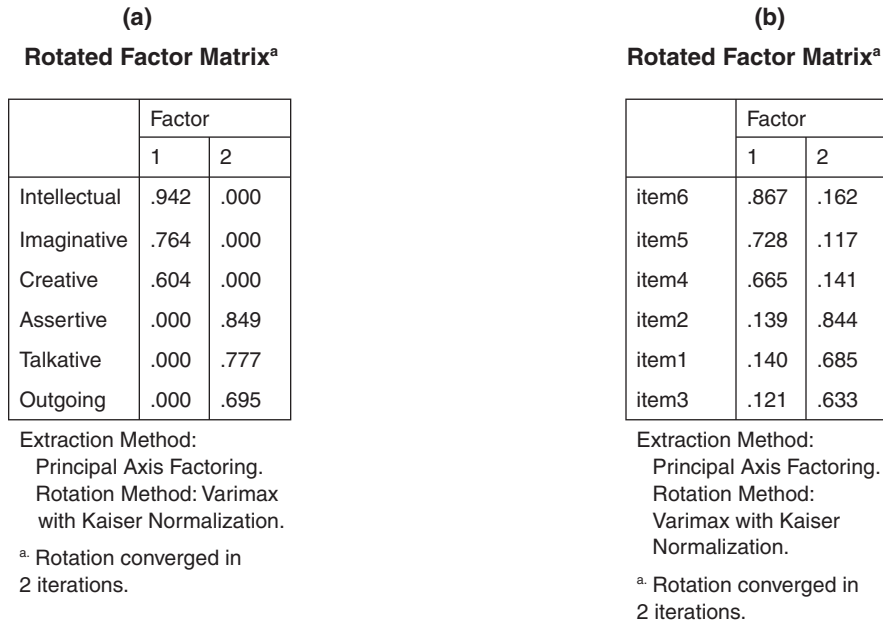 (a)
Rotated Factor Matrixa
Factor
1 2
Intellectual .942 .000
Imaginative .764 .000
Creative .604 .000
Assertive .000 .849
Talkative .000 .777
Outgoing .000 .695
Extraction Method:
Principal Axis Factoring.
Rotation Method: Varimax
with Kaiser Normalization.
a. Rotation converged in
2 iterations.
(b)
Rotated Factor Matrixa
Factor
1 2
item6 .867 .162
item5 .728 .117
item4 .665 .141
item2 .139 .844
item1 .140 .685
item3 .121 .633
Extraction Method:
Principal Axis Factoring.
Rotation Method:
Varimax with Kaiser
Normalization.
a. Rotation converged in
2 iterations.